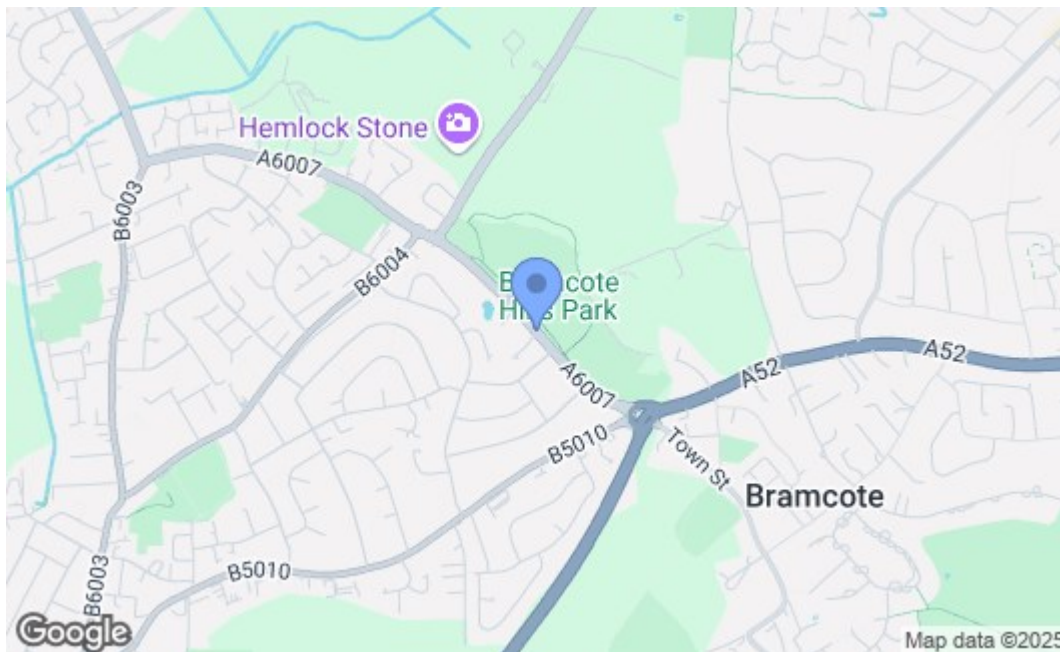 Hemlock Stone
A6007
B6003
B6004
Hills Park
A6007
A52
A52
B5010
Town St
Bramcote
B5010
B6003
Google
Map data ©2025